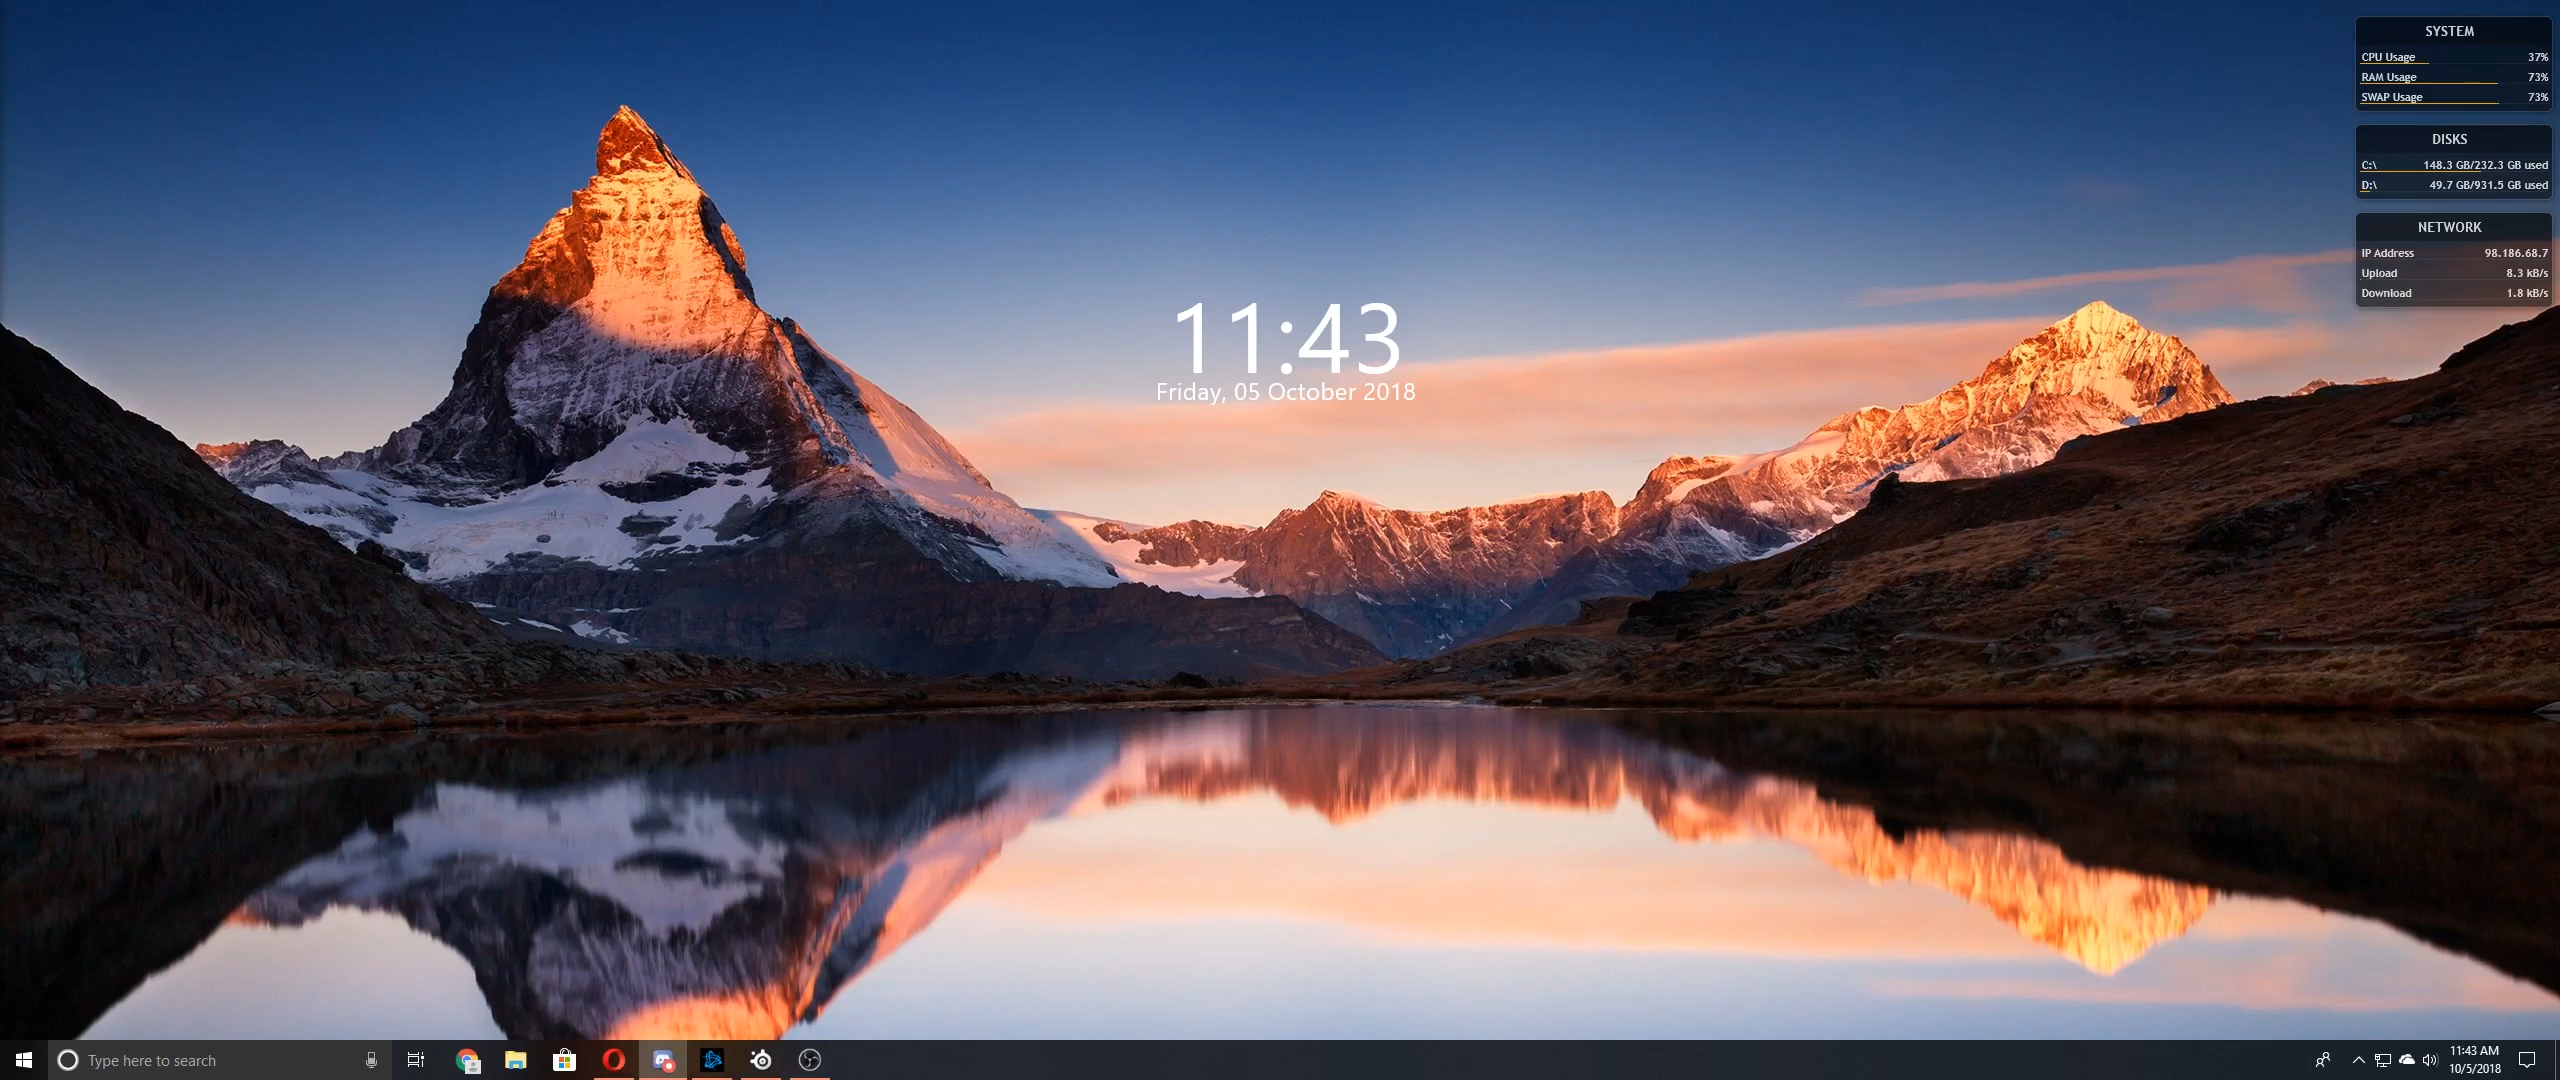 SYSTEM
CPU Usage 37%
RAM Usage 73%
SWAP Usage 73%
DISKS
C:\ 148.3 GB/232.3 GB used
D:\ 49.7 GB/931.5 GB used
NETWORK
IP Address 98.186.68.7
Upload 8.3 kB/s
Download 1.8 kB/s
11:43
Friday, 05 October 2018
Type here to search
11:43 AM
10/5/2018